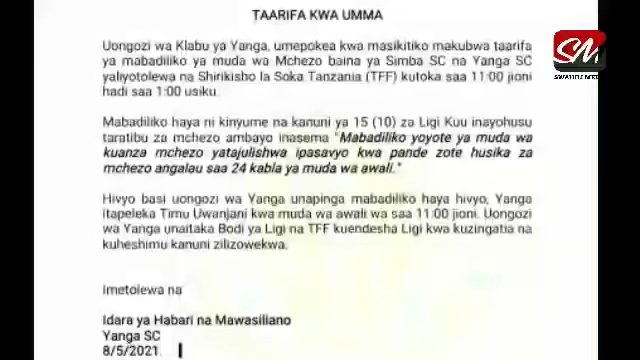 TAARIFA KWA UMMA
SM
Uongozi wa Klabu ya Yanga, umepokea kwa masikitiko makubwa taarifa
ya mabadiliko ya muda wa Mchezo baina ya Simba SC na Yanga SC
yaliyotolewa na Shirikisho la Soka Tanzania (TFF) kutoka saa 11:00 jioni
hadi saa 1:00 usiku.
Mabadiliko haya ni kinyume na kanuni ya 15 (10) za Ligi Kuu inayohusu
taratibu za mchezo ambayo inasema "Mabadiliko yoyote ya muda wa
kuanza mchezo yatajulishwa ipasavyo kwa pande zote husika za
mchezo angalau saa 24 kabla ya muda wa awali."
Hivyo basi uongozi wa Yanga unapinga mabadiliko haya hivyo, Yanga
itapeleka Timu Uwanjani kwa muda wa awali wa saa 11:00 jioni. Uongozi
wa Yanga unaitaka Bodi ya Ligi na TFF kuendesha Ligi kwa kuzingatia na
kuheshimu kanuni zilizowekwa.
Imetolewa na
Idara ya Habari na Mawasiliano
Yanga SC
8/5/2021